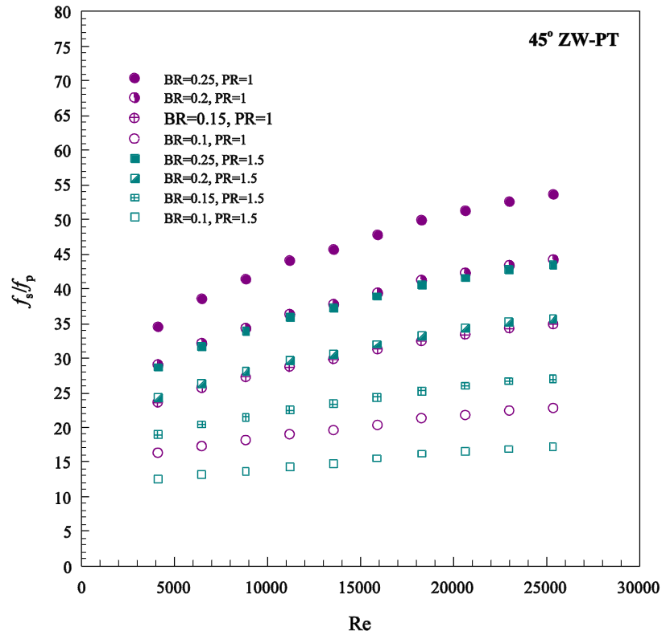 80
75
70
65
60
55
50
45
40
35
30
25
20
15
10
5
0
fs/fp
45° ZW-PT
BR=0.25, PR=1
BR=0.2, PR=1
BR=0.15, PR=1
BR=0.1, PR=1
BR=0.25, PR=1.5
BR=0.2, PR=1.5
BR=0.15, PR=1.5
BR=0.1, PR=1.5
0 5000 10000 15000 20000 25000 30000
Re